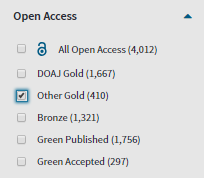 Open Access
All Open Access (4,012)
DOAJ Gold (1,667)
Other Gold (410)
Bronze (1,321)
Green Published (1,756)
Green Accepted (297)